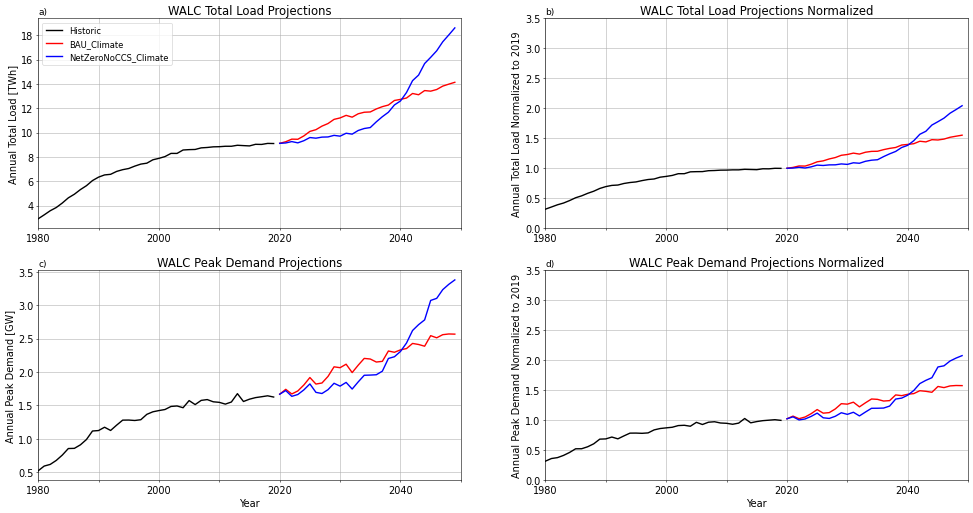 a)
WALC Total Load Projections
Annual Total Load [TWh]
18
16
14
12
10
8
6
4
Historic
BAU_Climate
NetZeroNoCCS_Climate
1980
2000
2020
2040
b)
WALC Total Load Projections Normalized
Annual Total Load Normalized to 2019
3.5
3.0
2.5
2.0
1.5
1.0
0.5
0.0
1980
2000
2020
2040
c)
WALC Peak Demand Projections
Annual Peak Demand [GW]
3.5
3.0
2.5
2.0
1.5
1.0
0.5
1980
2000
2020
2040
Year
d)
WALC Peak Demand Projections Normalized
Annual Peak Demand Normalized to 2019
3.5
3.0
2.5
2.0
1.5
1.0
0.5
0.0
1980
2000
2020
2040
Year